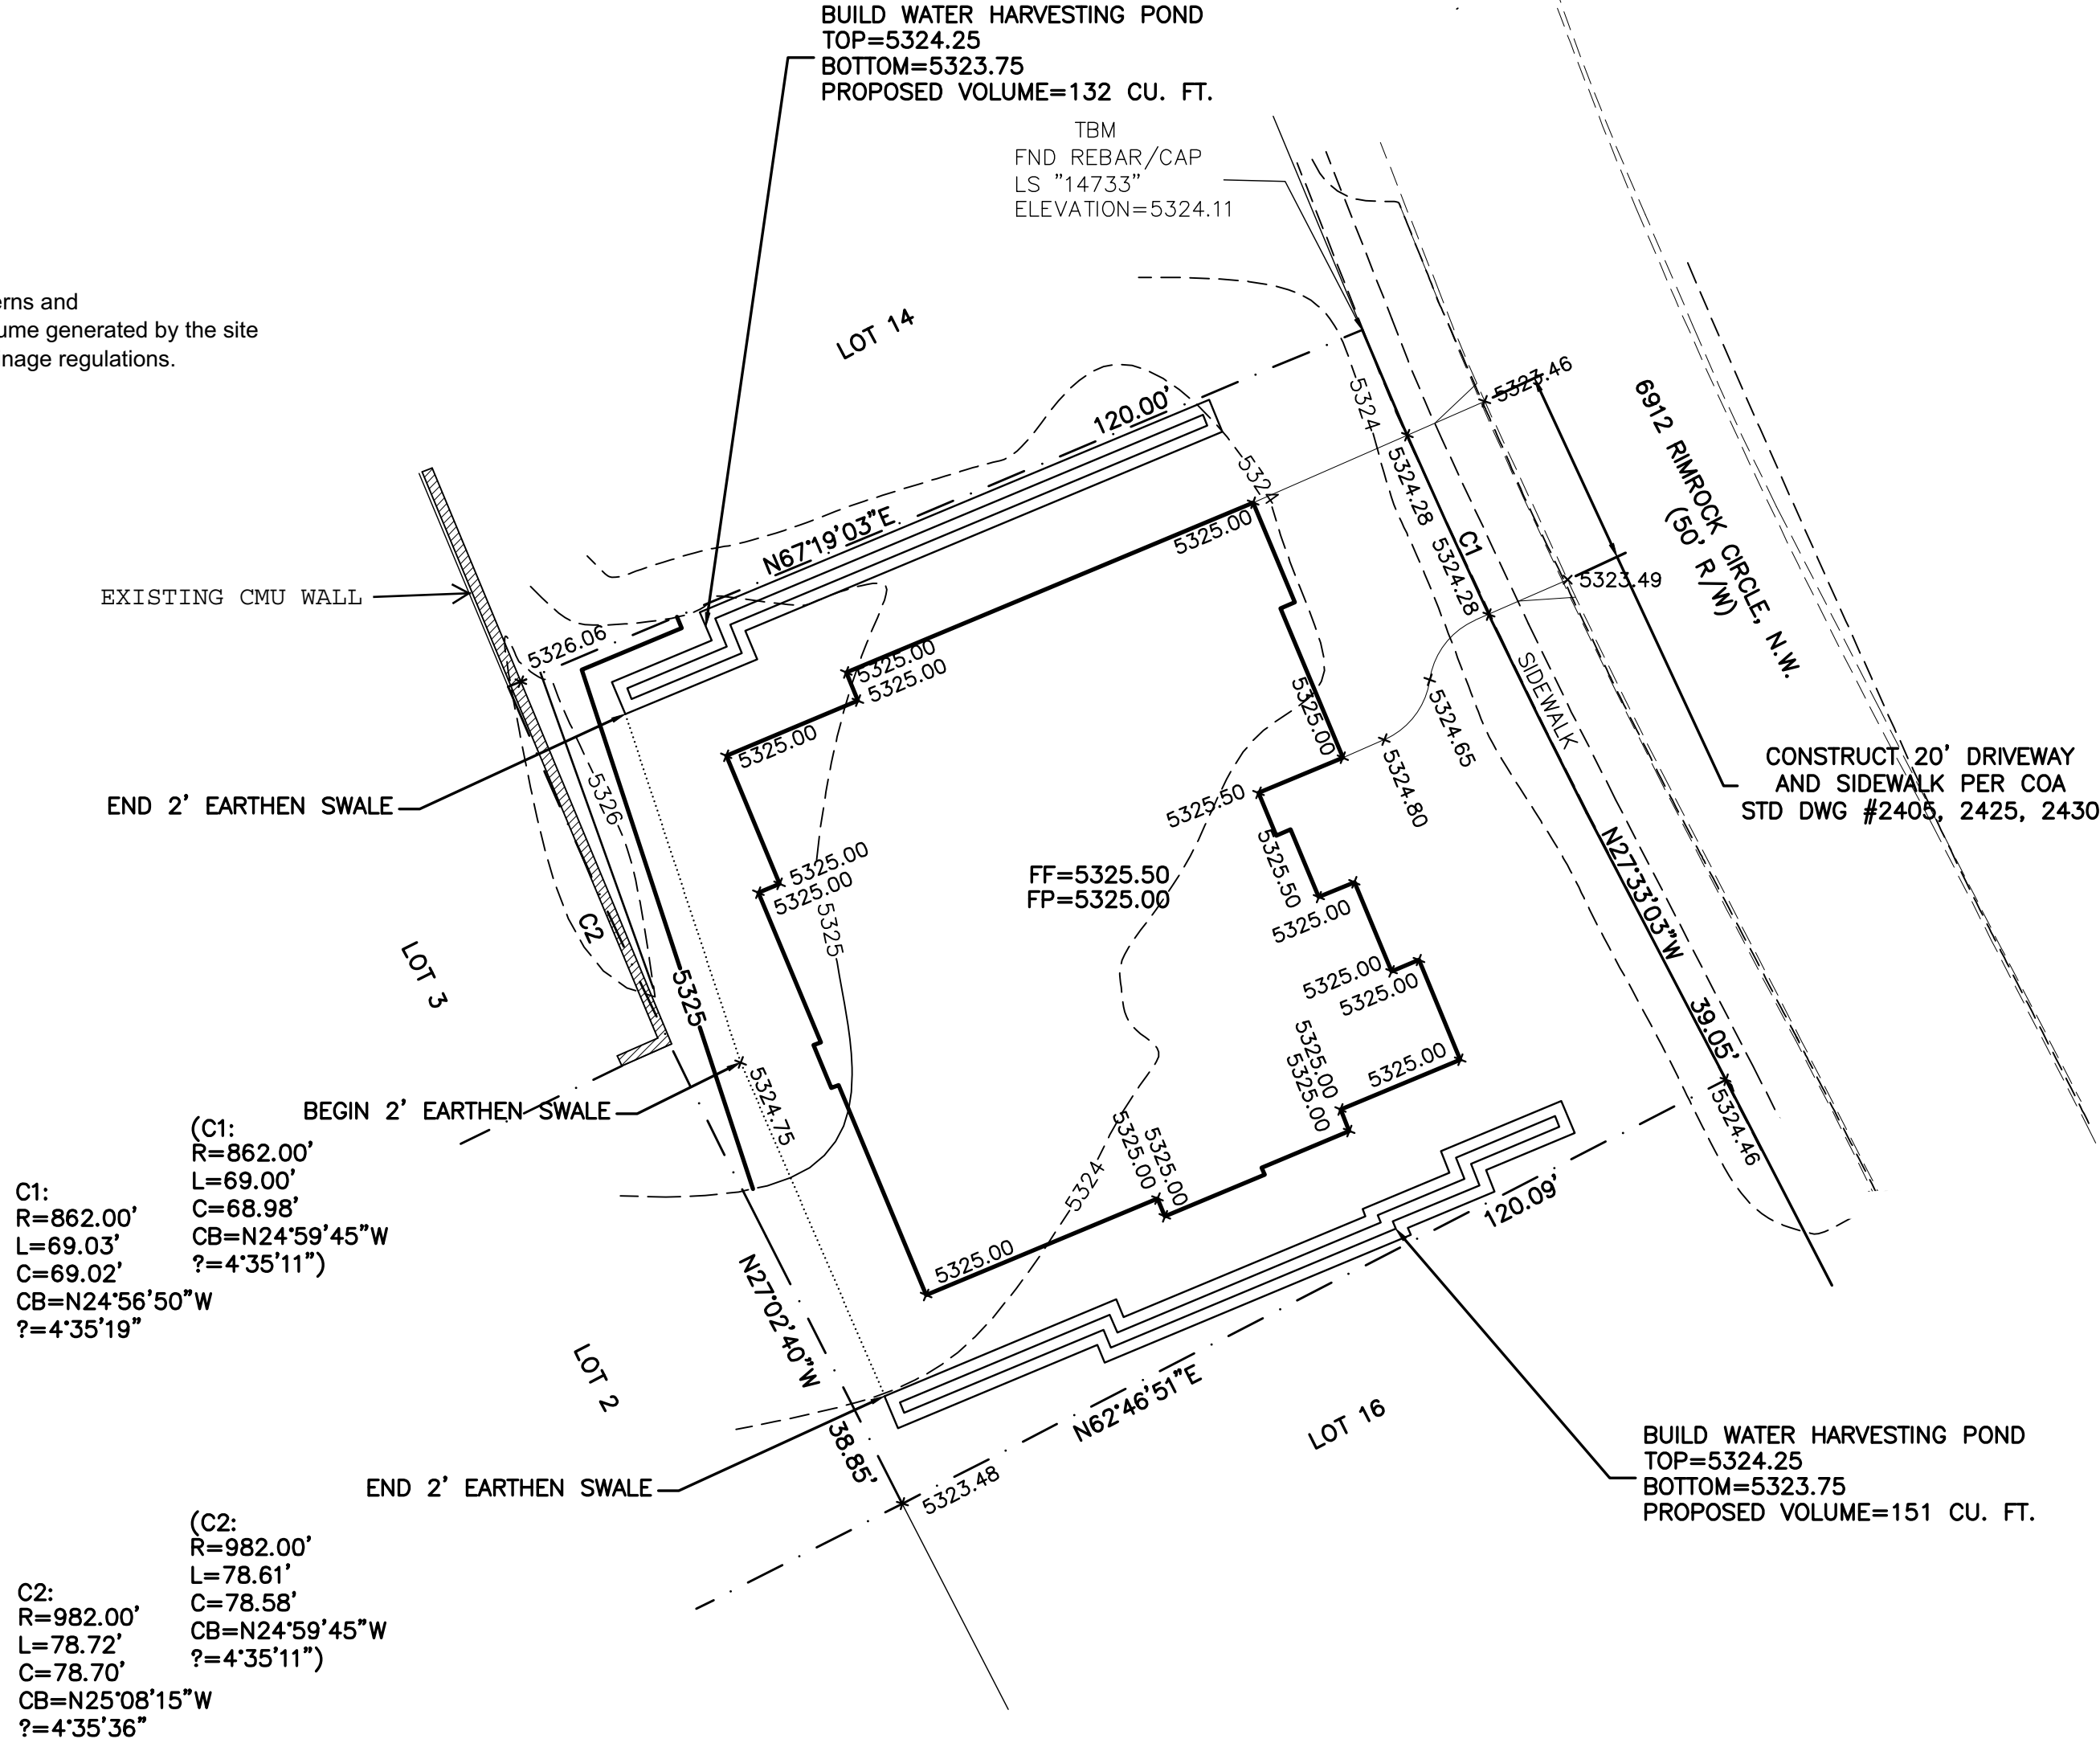 BUILD WATER HARVESTING POND
TOP=5324.25
BOTTOM=5323.75
PROPOSED VOLUME=132 CU. FT.
TBM
FND REBAR/CAP
LS "14733"
ELEVATION=5324.11
and
generated by the site
regulations.
LOT 14
120.00'
N67°19'03"E
5324
5324
5323.46
5324.28
5324.28
C1
6912 RIMROCK CIRCLE, N.W.
(50' R/W)
5323.49
SIDEWALK
EXISTING CMU WALL
5326.06
5325.00
5325.00
5325.00
5325.00
5325.00
5324.65
5324.80
CONSTRUCT 20' DRIVEWAY
AND SIDEWALK PER COA
STD DWG #2405, 2425, 2430
END 2' EARTHEN SWALE
5326
5325.00
5325.00
5325
5325.50
5325.50
FF=5325.50
FP=5325.00
5325.00
5325.00
5325.00
N27°33'03"W
39.05'
C2
LOT 3
5325
BEGIN 2' EARTHEN SWALE
5324.75
5325.00
5325.00
5325.00
5324.46
5325.00
5325.00
5324
5325.00
120.09'
(C1:
R=862.00'
L=69.00'
C=68.98'
CB=N24°59'45"W
?=4°35'11")
C1:
R=862.00'
L=69.03'
C=69.02'
CB=N24°56'50"W
?=4°35'19"
N27°02'40"W
38.85'
LOT 2
N62°46'51"E
LOT 16
BUILD WATER HARVESTING POND
TOP=5324.25
BOTTOM=5323.75
PROPOSED VOLUME=151 CU. FT.
END 2' EARTHEN SWALE
5323.48
(C2:
R=982.00'
L=78.61'
C=78.58'
CB=N24°59'45"W
?=4°35'11")
C2:
R=982.00'
L=78.72'
C=78.70'
CB=N25°08'15"W
?=4°35'36"